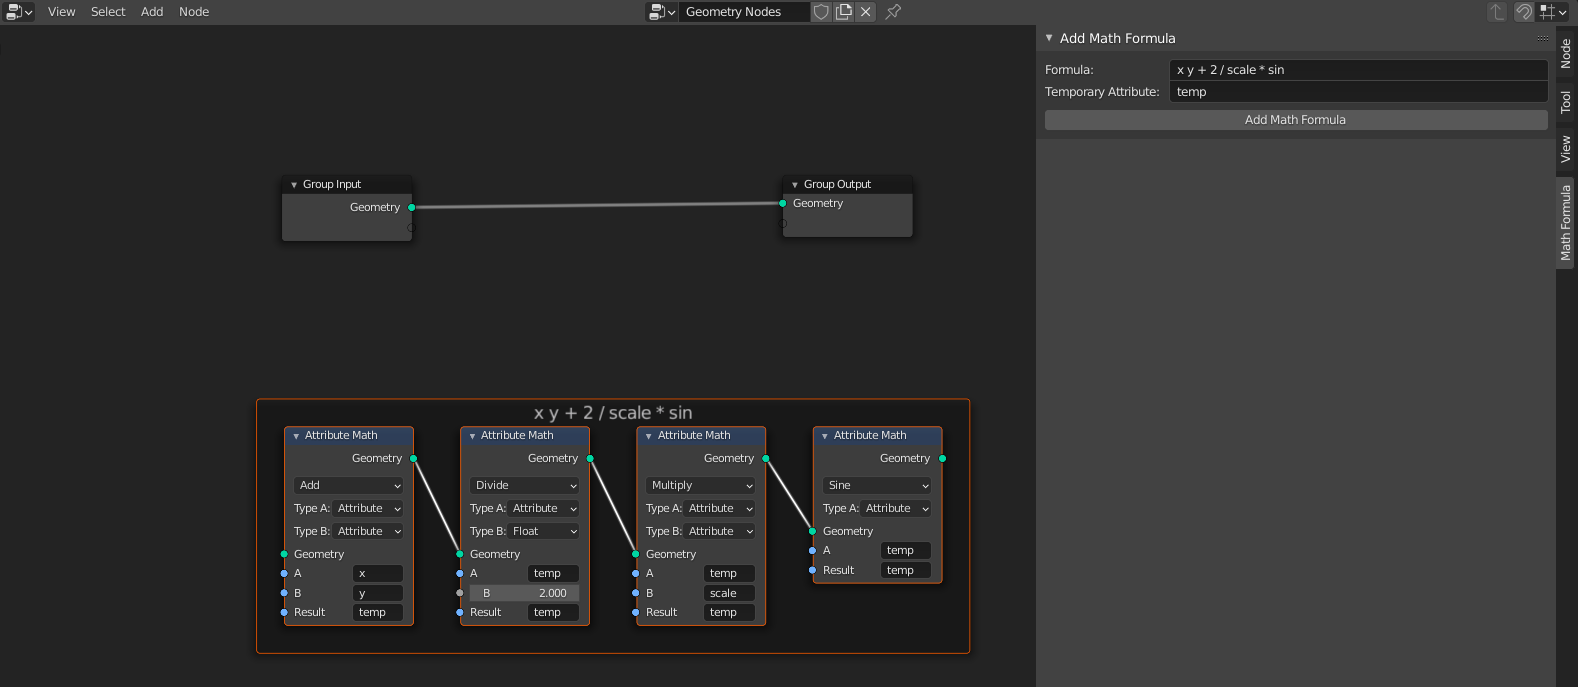 View Select Add Node
Geometry Nodes
Add Math Formula
Formula: x y + 2 / scale * sin
Temporary Attribute: temp
Add Math Formula
Node
Tool
View
Math Formula
Group Input
Geometry
Group Output
Geometry
x y + 2 / scale * sin
Attribute Math
Geometry
Add
Type A: Attribute
Type B: Attribute
Geometry
A x
B y
Result temp
Attribute Math
Geometry
Divide
Type A: Attribute
Type B: Float
Geometry
A temp
B 2.000
Result temp
Attribute Math
Geometry
Multiply
Type A: Attribute
Type B: Attribute
Geometry
A temp
B scale
Result temp
Attribute Math
Geometry
Sine
Type A: Attribute
Geometry
A temp
Result temp